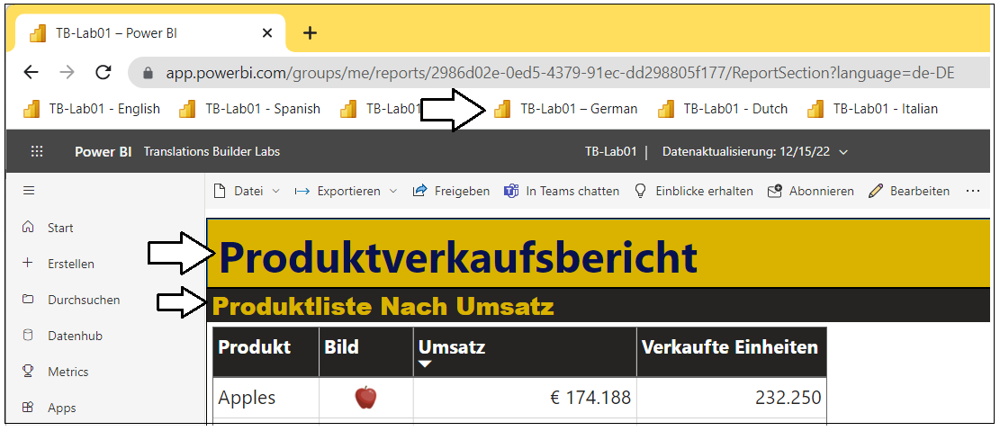 TB-Lab01 – Power BI
app.powerbi.com/groups/me/reports/2986d02e-0ed5-4379-91ec-dd298805f177/ReportSection?language=de-DE
TB-Lab01 - English TB-Lab01 - Spanish TB-Lab01 TB-Lab01 – German TB-Lab01 - Dutch TB-Lab01 - Italian
Power BI Translations Builder Labs TB-Lab01 | Datenaktualisierung: 12/15/22
Datei Exportieren Freigeben In Teams chatten Einblicke erhalten Abonnieren Bearbeiten ...
Start
Erstellen
Durchsuchen
Datenhub
Metrics
Apps
Produktverkaufsbericht
Produktliste Nach Umsatz
Produkt Bild Umsatz Verkaufte Einheiten
Apples € 174.188 232.250